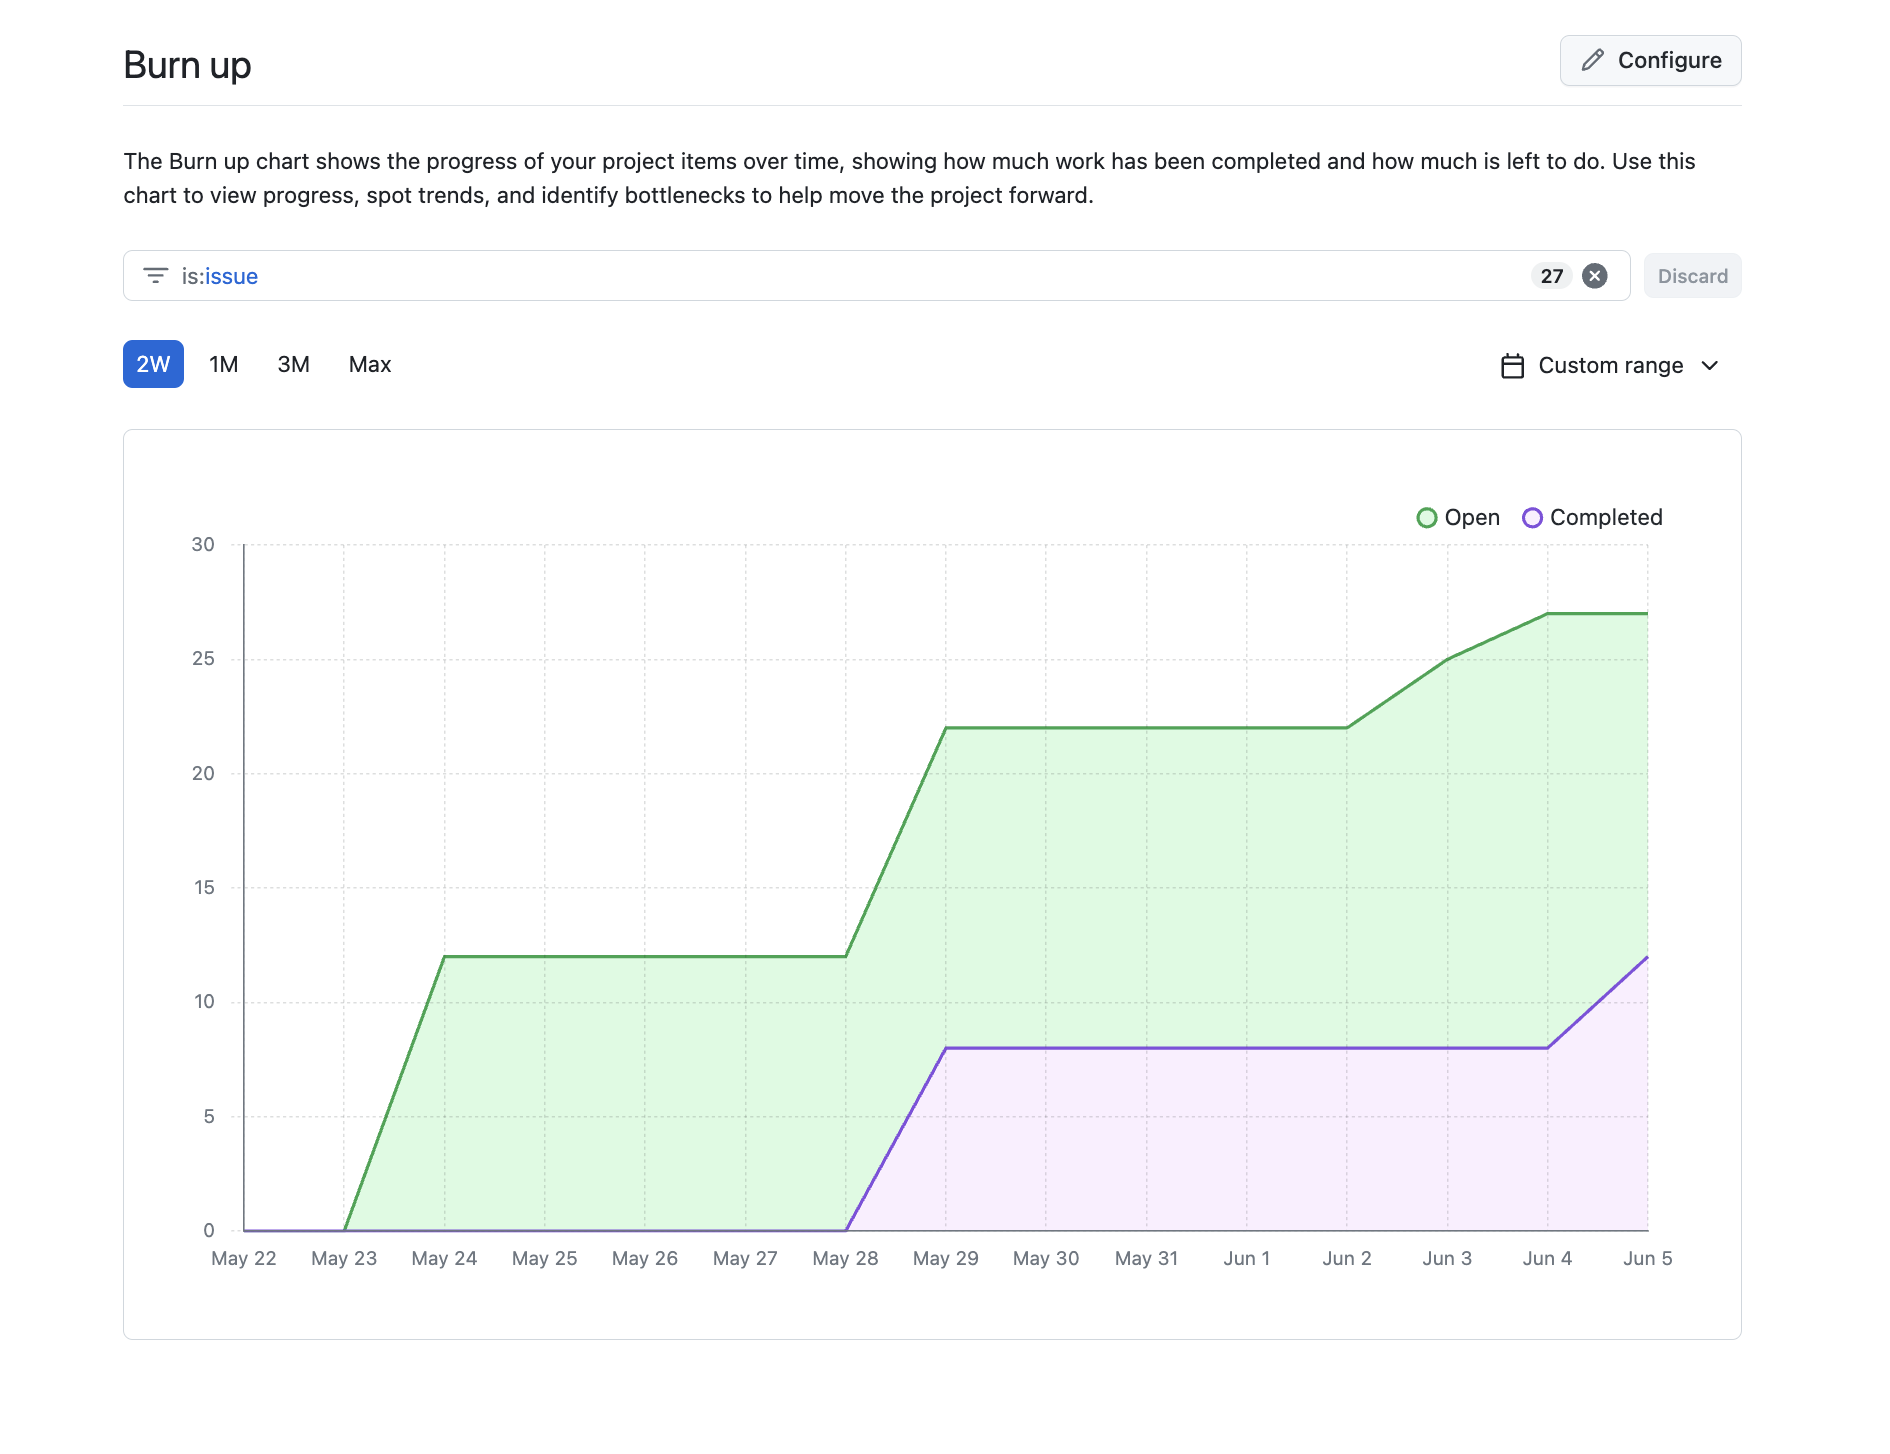 Burn up
Configure
The Burn up chart shows the progress of your project items over time, showing how much work has been completed and how much is left to do. Use this
chart to view progress, spot trends, and identify bottlenecks to help move the project forward.
is:issue
27
Discard
2W 1M 3M Max
Custom range
Open Completed
30
25
20
15
10
5
0
May 22 May 23 May 24 May 25 May 26 May 27 May 28 May 29 May 30 May 31 Jun 1 Jun 2 Jun 3 Jun 4 Jun 5